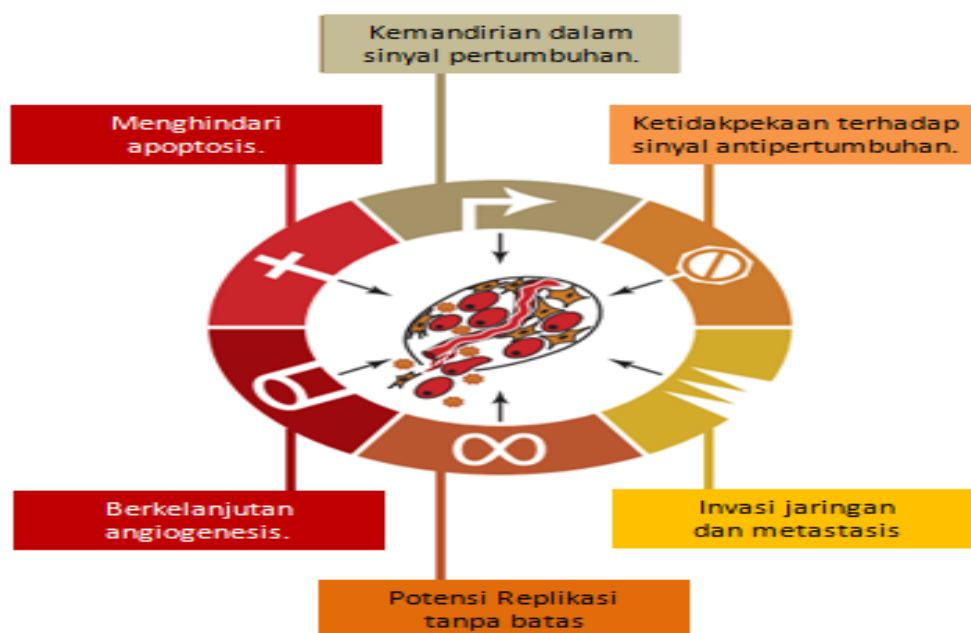 Kemandirian dalam
sinyal pertumbuhan.
Menghindari
apoptosis.
Ketidakpekaan terhadap
sinyal antipertumbuhan.
Berkelanjutan
angiogenesis.
Invasi jaringan
dan metastasis
Potensi Replikasi
tanpa batas